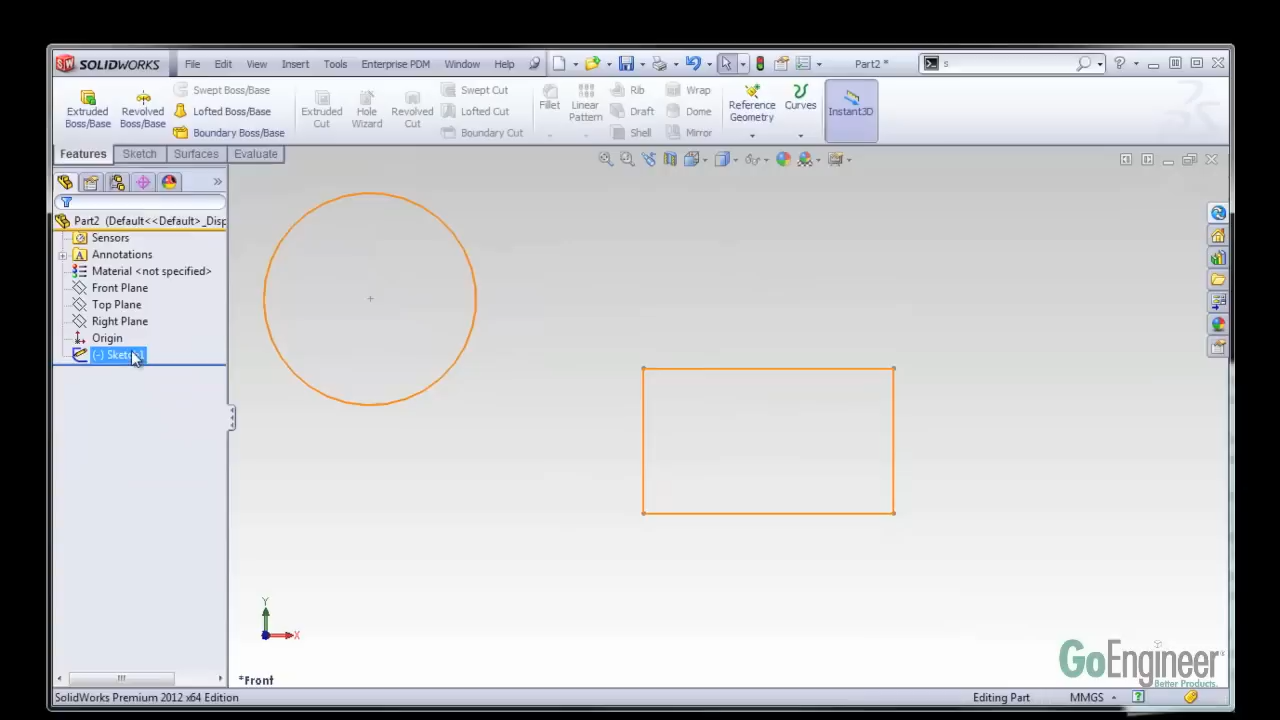 SW SOLIDWORKS File Edit View Insert Tools Enterprise PDM Window Help Part2 * s
Extruded Boss/Base
Revolved Boss/Base
Swept Boss/Base
Lofted Boss/Base
Boundary Boss/Base
Extruded Cut
Hole Wizard
Revolved Cut
Swept Cut
Lofted Cut
Boundary Cut
Fillet
Linear Pattern
Rib
Draft
Shell
Wrap
Dome
Mirror
Reference Geometry
Curves
Instant3D
Features Sketch Surfaces Evaluate
Part2 (Default<<Default>_Disp
Sensors
A Annotations
Material <not specified>
Front Plane
Top Plane
Right Plane
Origin
Y
X
*Front
GoEngineer
Better Products.
SolidWorks Premium 2012 x64 Edition Editing Part MMGS